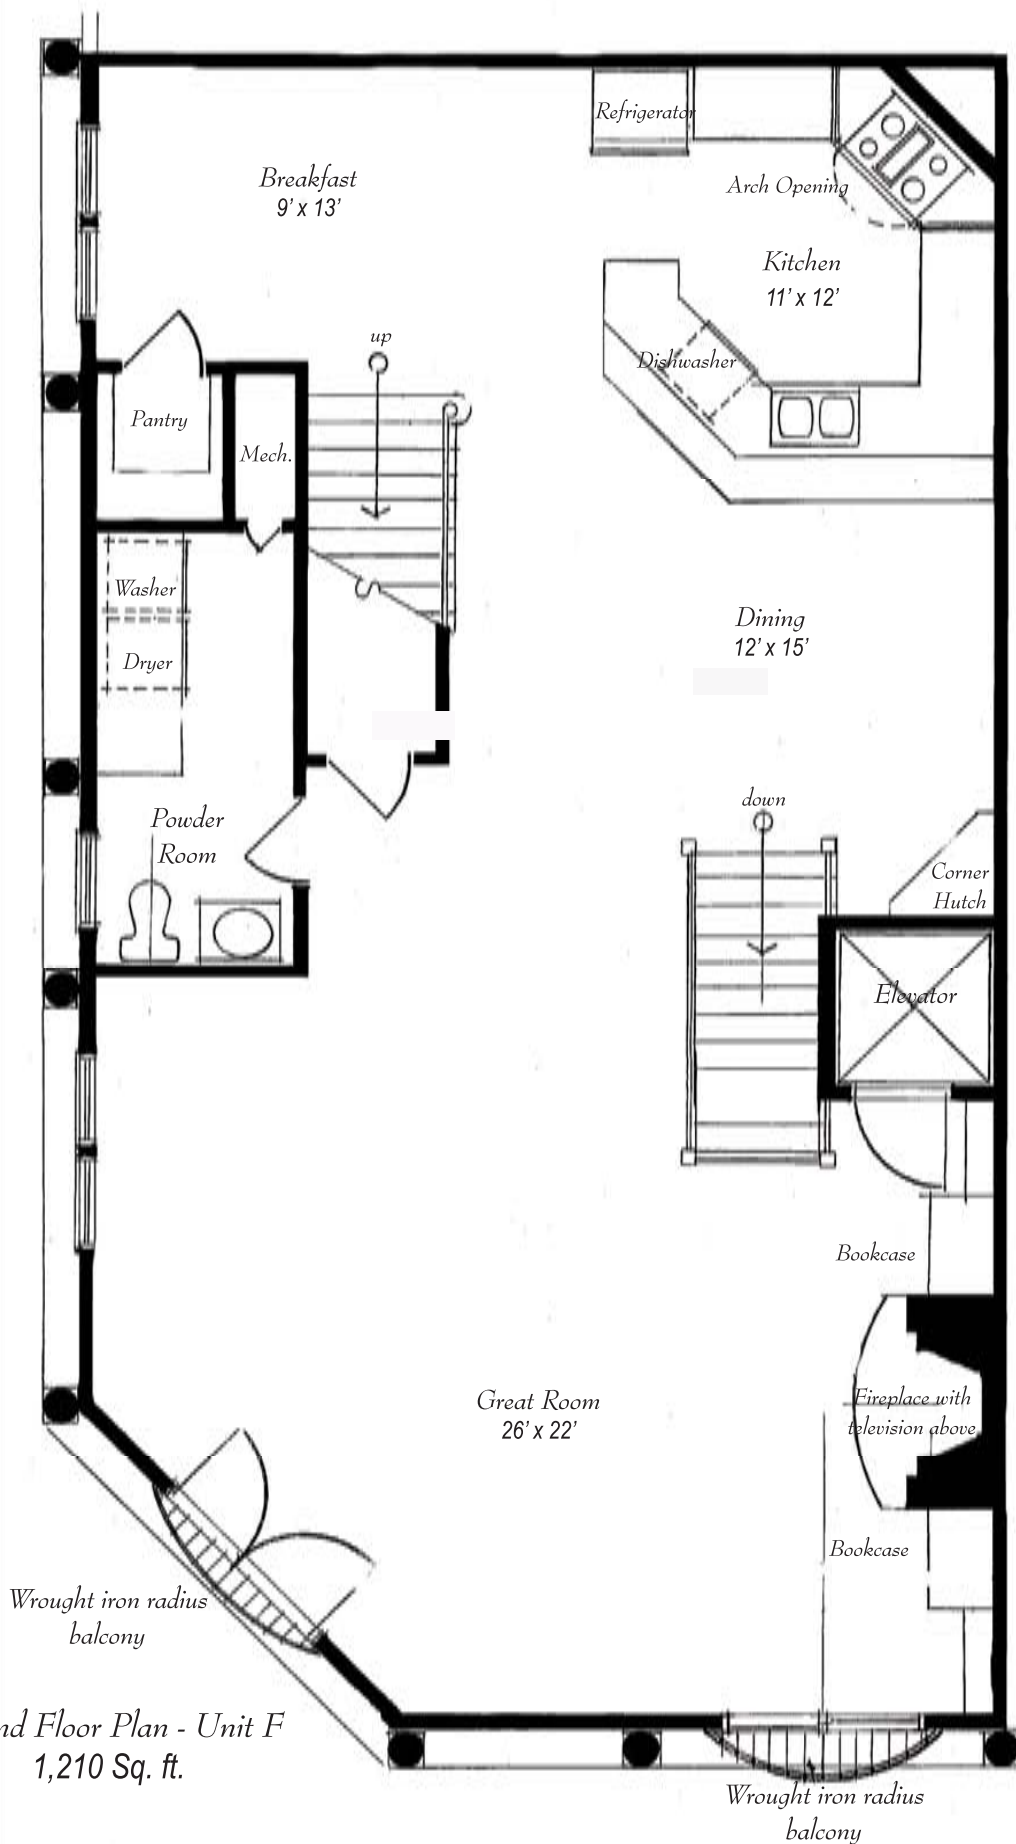 Refrigerator
Breakfast
9' x 13'
Arch Opening
Kitchen
11' x 12'
up
Dishwasher
Pantry
Mech.
Washer
Dryer
Dining
12' x 15'
Powder
Room
down
Corner
Hutch
Elevator
Bookcase
Great Room
26' x 22'
Fireplace with
television above
Bookcase
Wrought iron radius
balcony
Floor Plan - Unit F
1,210 Sq. ft.
Wrought iron radius
balcony